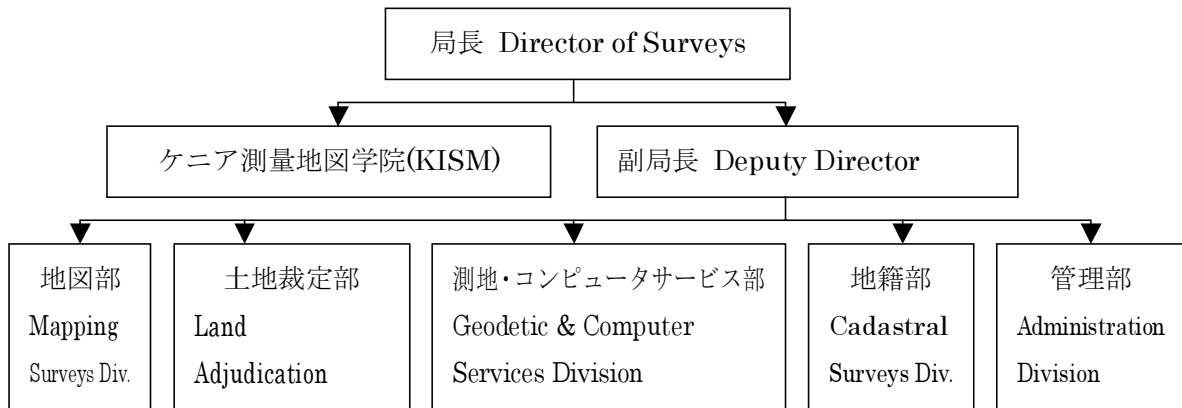 局長 Director of Surveys
ケニア測量地図学院(KISM)
副局長 Deputy Director
地図部
Mapping
Surveys Div.
土地裁定部
Land
Adjudication
測地・コンピュータサービス部
Geodetic & Computer
Services Division
地籍部
Cadastral
Surveys Div.
管理部
Administration
Division